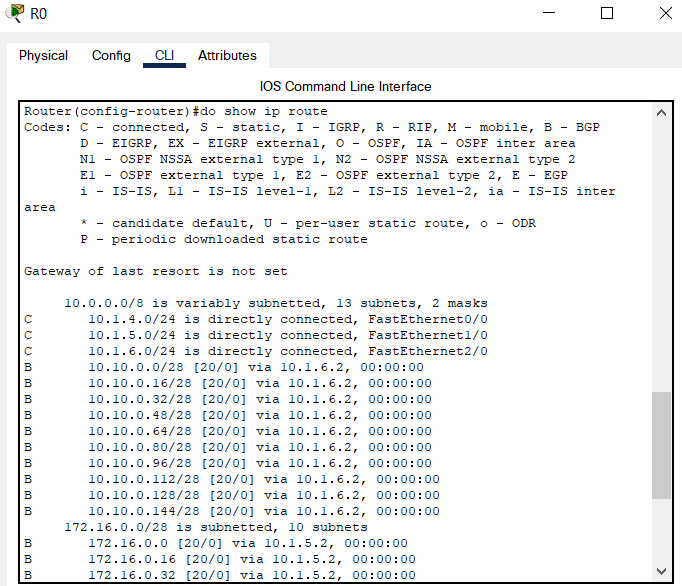 R0
Physical Config CLI Attributes
IOS Command Line Interface
Router(config-router)#do show ip route
Codes: C - connected, S - static, I - IGRP, R - RIP, M - mobile, B - BGP
       D - EIGRP, EX - EIGRP external, O - OSPF, IA - OSPF inter area
       N1 - OSPF NSSA external type 1, N2 - OSPF NSSA external type 2
       E1 - OSPF external type 1, E2 - OSPF external type 2, E - EGP
       i - IS-IS, L1 - IS-IS level-1, L2 - IS-IS level-2, ia - IS-IS inter
area
       * - candidate default, U - per-user static route, o - ODR
       P - periodic downloaded static route

Gateway of last resort is not set

     10.0.0.0/8 is variably subnetted, 13 subnets, 2 masks
C       10.1.4.0/24 is directly connected, FastEthernet0/0
C       10.1.5.0/24 is directly connected, FastEthernet1/0
C       10.1.6.0/24 is directly connected, FastEthernet2/0
B       10.10.0.0/28 [20/0] via 10.1.6.2, 00:00:00
B       10.10.0.16/28 [20/0] via 10.1.6.2, 00:00:00
B       10.10.0.32/28 [20/0] via 10.1.6.2, 00:00:00
B       10.10.0.48/28 [20/0] via 10.1.6.2, 00:00:00
B       10.10.0.64/28 [20/0] via 10.1.6.2, 00:00:00
B       10.10.0.80/28 [20/0] via 10.1.6.2, 00:00:00
B       10.10.0.96/28 [20/0] via 10.1.6.2, 00:00:00
B       10.10.0.112/28 [20/0] via 10.1.6.2, 00:00:00
B       10.10.0.128/28 [20/0] via 10.1.6.2, 00:00:00
B       10.10.0.144/28 [20/0] via 10.1.6.2, 00:00:00
     172.16.0.0/28 is subnetted, 10 subnets
B       172.16.0.0 [20/0] via 10.1.5.2, 00:00:00
B       172.16.0.16 [20/0] via 10.1.5.2, 00:00:00
B       172.16.0.32 [20/0] via 10.1.5.2, 00:00:00